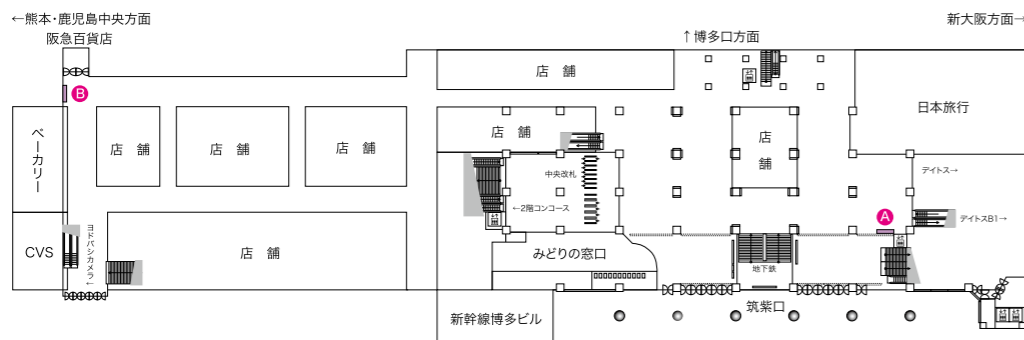 ←熊本・鹿児島中央方面
新大阪方面→
阪急百貨店
↑博多口方面
店 舗
B
日本旅行
ベーカリー
店 舗
店 舗
店 舗
店 舗
店 舗
中央改札
デイトス→
←2階コンコース
A
デイトスB1→
CVS
ヨドバシカメラ←
店 舗
みどりの窓口
地下鉄
新幹線博多ビル
筑紫口